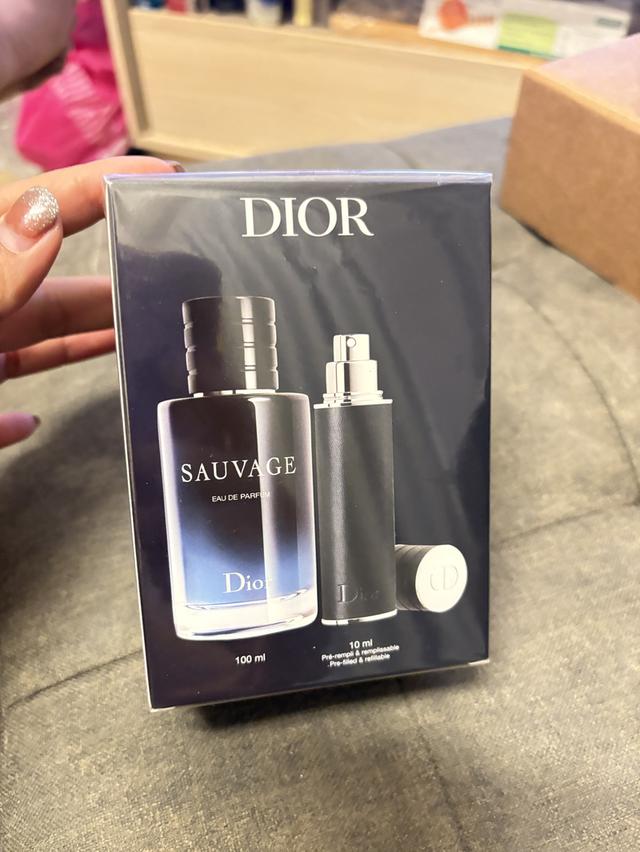 DIOR
SAUVAGE
EAU DE PARFUM
Dior
Dior
100 ml
10 ml
Pré-rempli & remplissable
Pre-filled & refillable